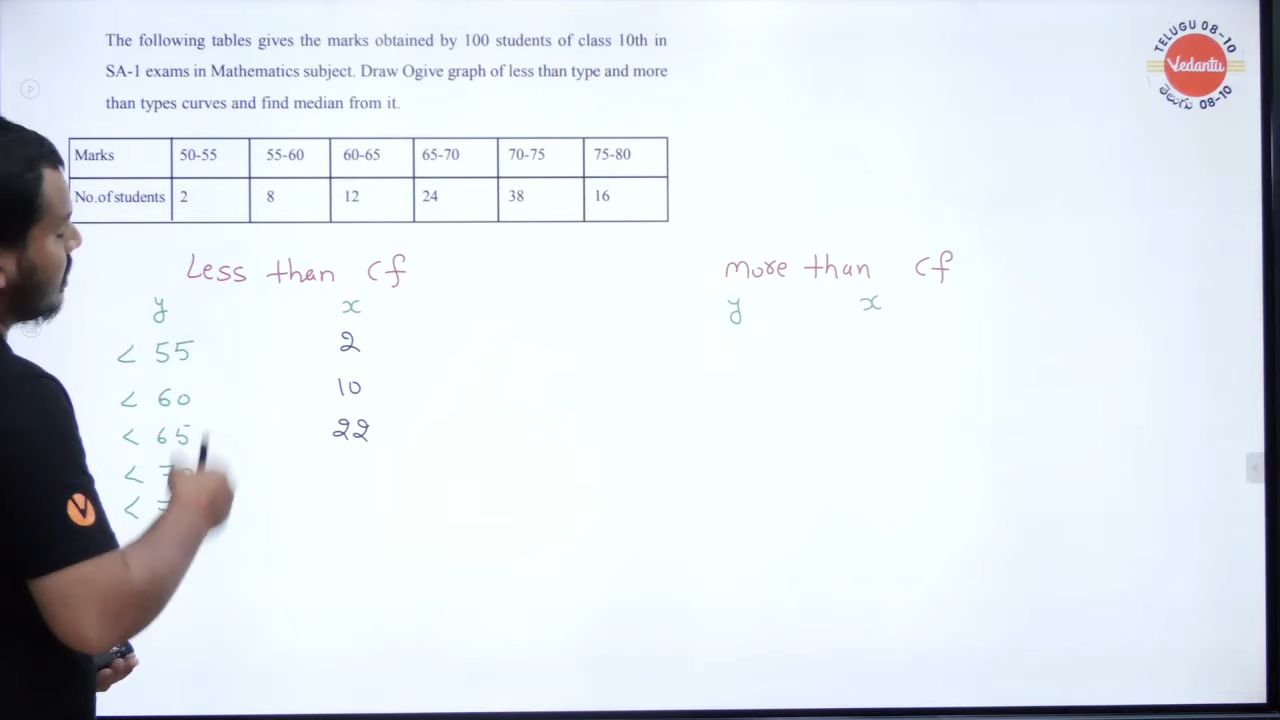 The following tables gives the marks obtained by 100 students of class 10th in
SA-1 exams in Mathematics subject. Draw Ogive graph of less than type and more
than types curves and find median from it.
TELUGU 08-10
Vedantu
తెలుగు 08-10
Marks 50-55 55-60 60-65 65-70 70-75 75-80
No.of students 2 8 12 24 38 16
Less than cf
more than cf
y x
y x
< 55 2
< 60 10
< 65 22
<
<